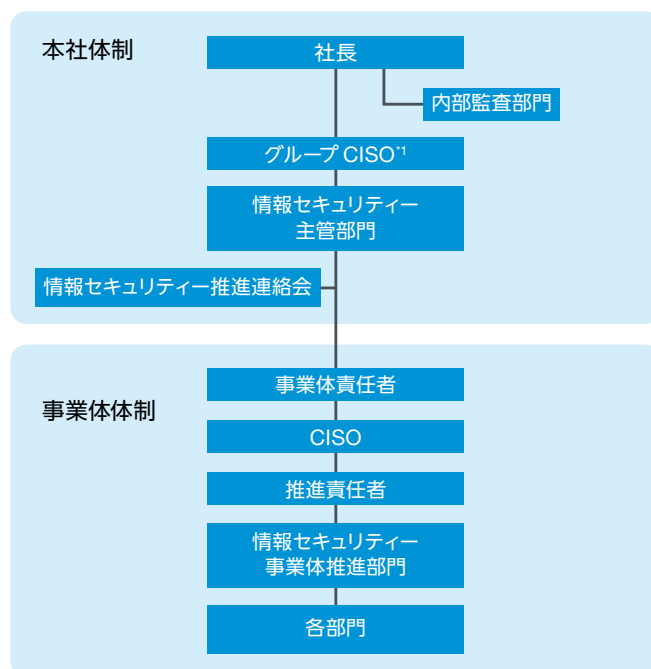 本社体制
社長
内部監査部門
グループ CISO*1
情報セキュリティー
主管部門
情報セキュリティー推進連絡会
事業体体制
事業体責任者
CISO
推進責任者
情報セキュリティー
事業体推進部門
各部門